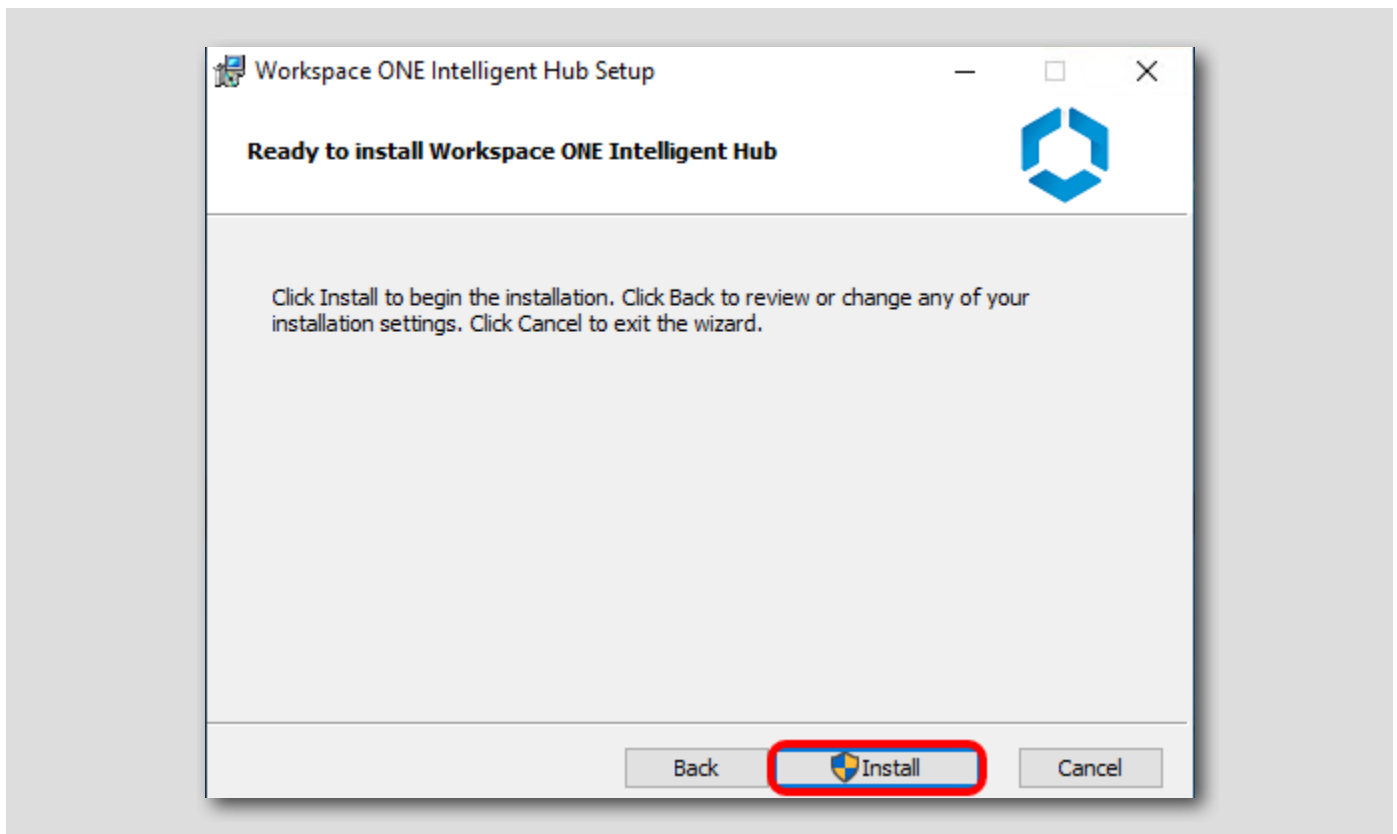 Workspace ONE Intelligent Hub Setup
Ready to install Workspace ONE Intelligent Hub
Click Install to begin the installation. Click Back to review or change any of your
installation settings. Click Cancel to exit the wizard.
Back Install Cancel